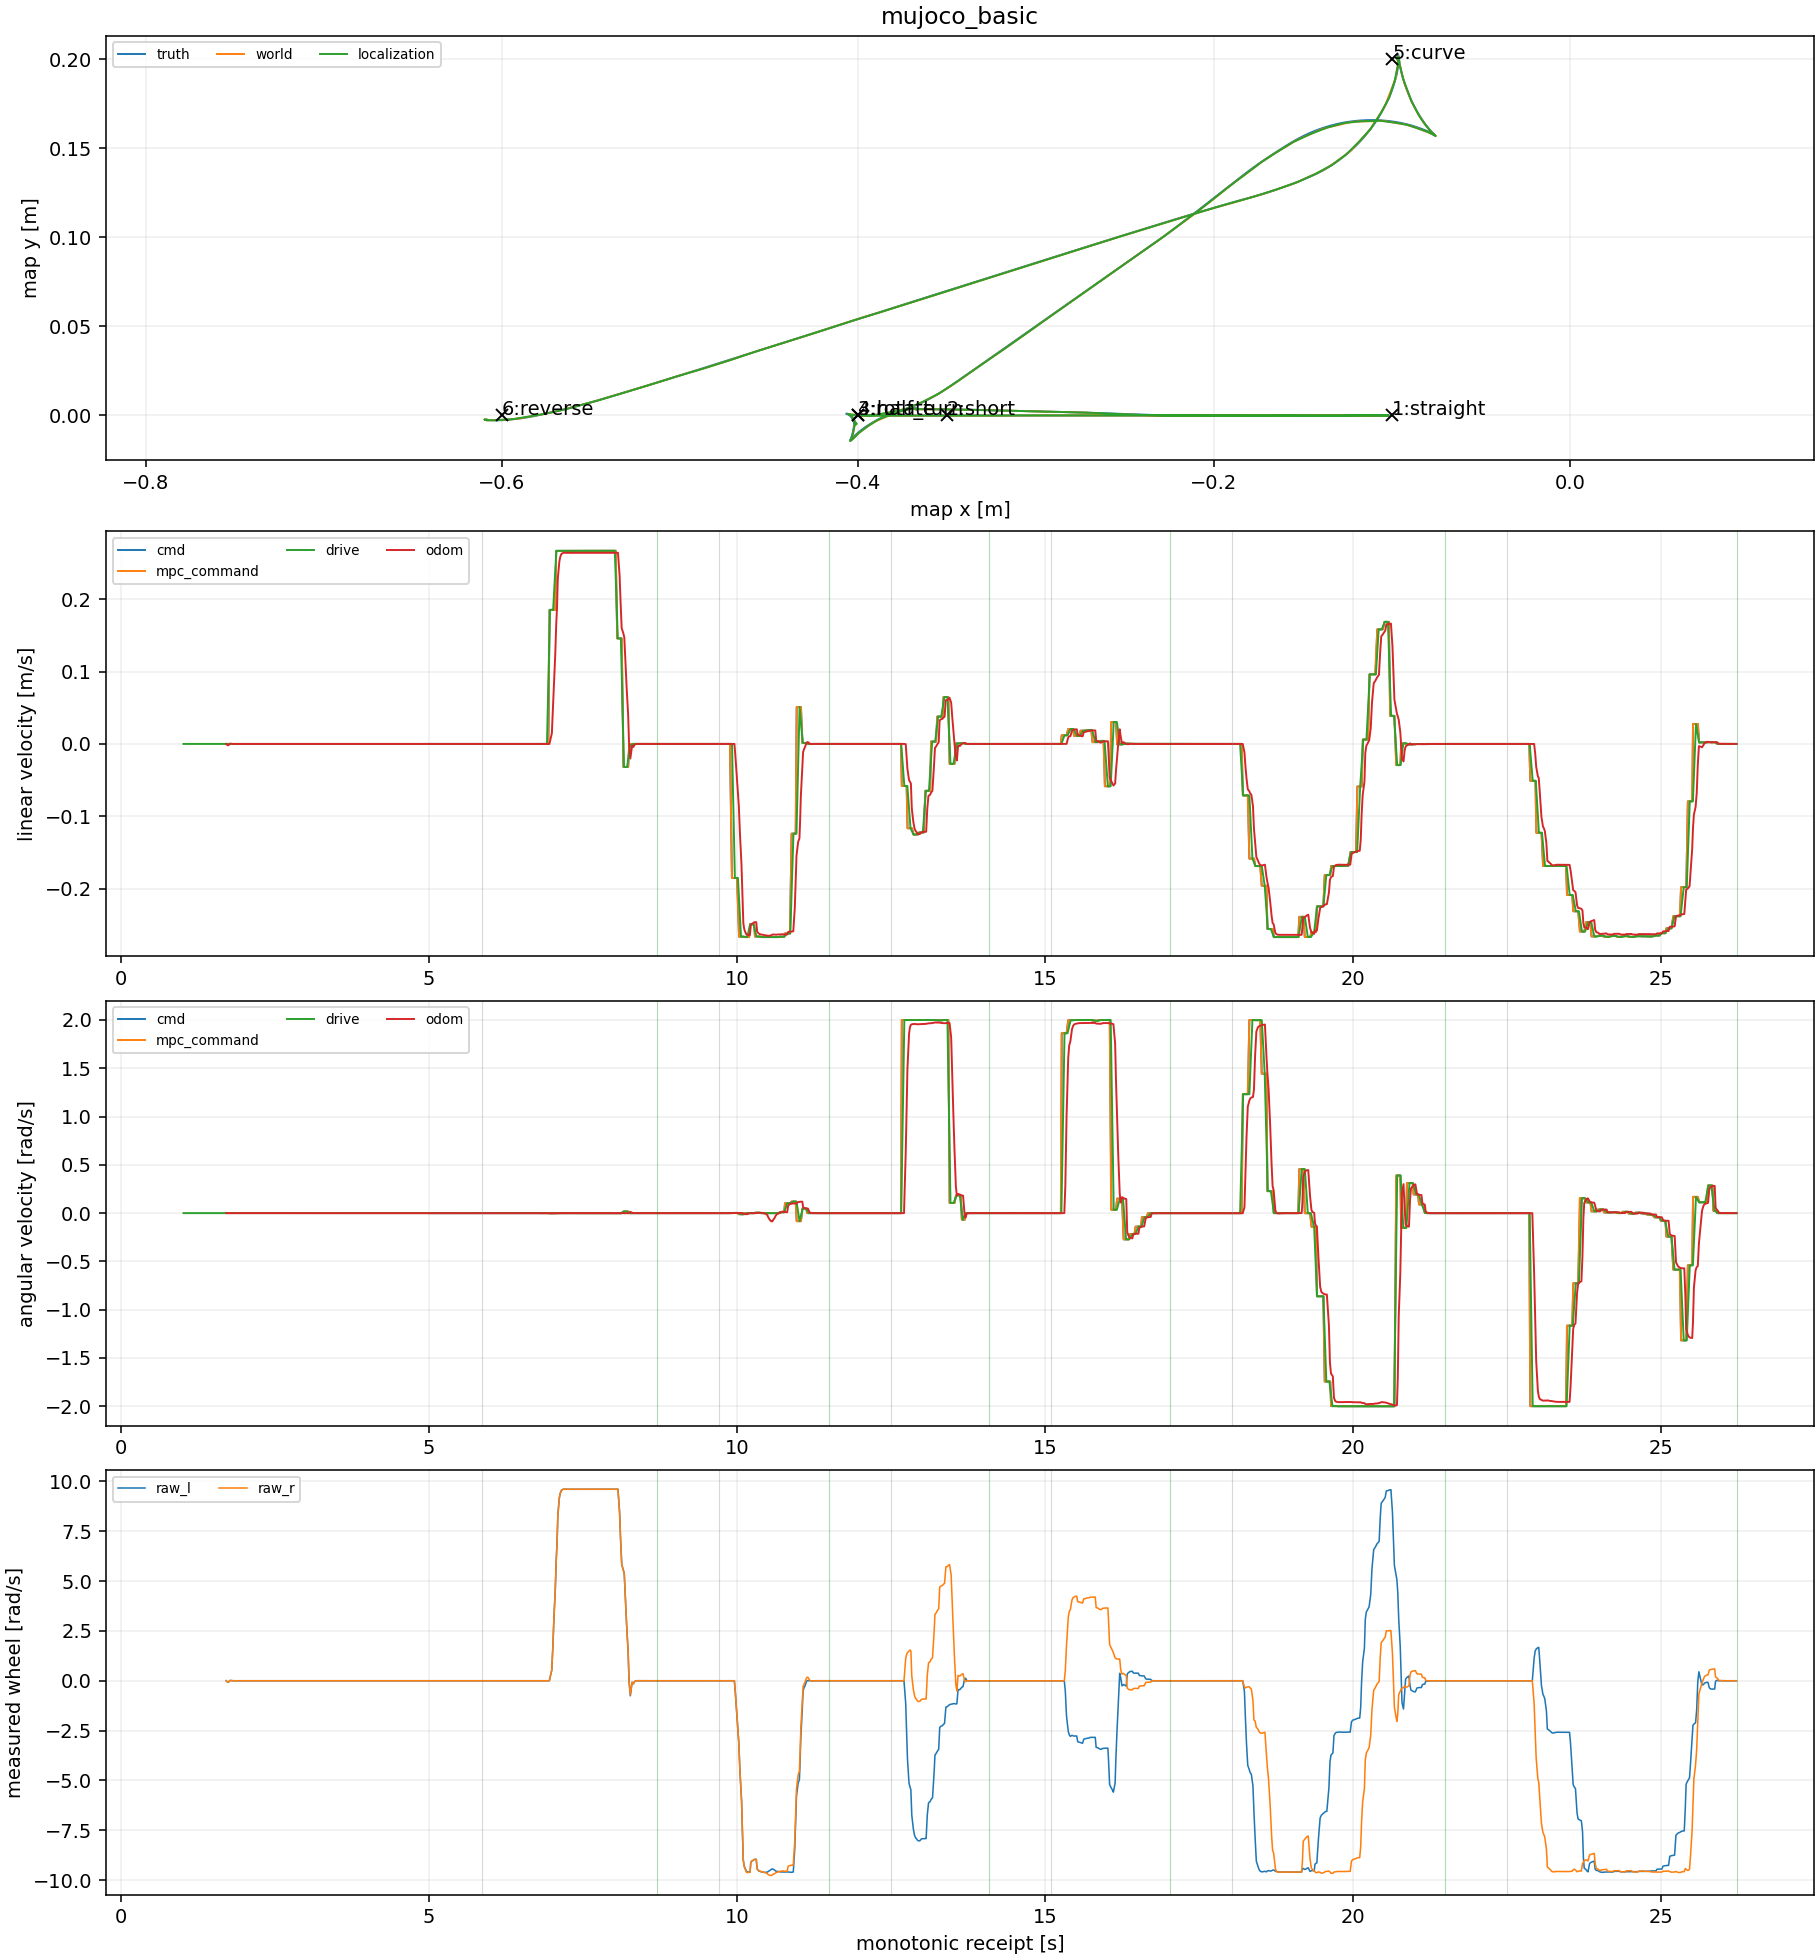 mujoco_basic
truth world localization
5:curve
6:reverse
2:short
1:straight
0.20
0.15
0.10
0.05
0.00
map y [m]
−0.8 −0.6 −0.4 −0.2 0.0
map x [m]
cmd drive odom
mpc_command
0.2
0.1
0.0
−0.1
−0.2
linear velocity [m/s]
0 5 10 15 20 25
cmd drive odom
mpc_command
2.0
1.5
1.0
0.5
0.0
−0.5
−1.0
−1.5
−2.0
angular velocity [rad/s]
0 5 10 15 20 25
raw_l raw_r
10.0
7.5
5.0
2.5
0.0
−2.5
−5.0
−7.5
−10.0
measured wheel [rad/s]
0 5 10 15 20 25
monotonic receipt [s]